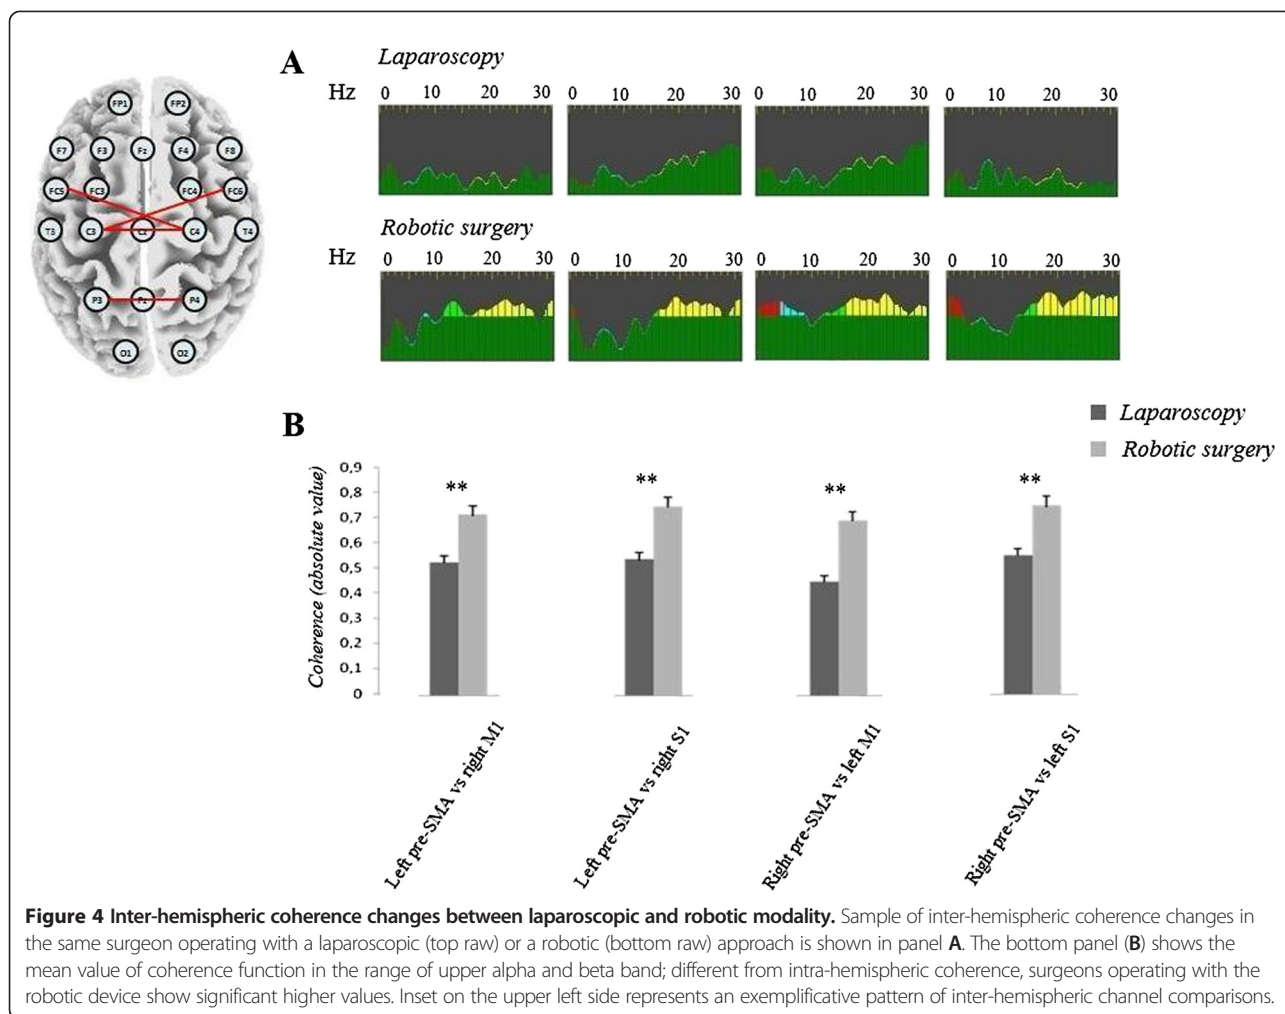 A
Laparoscopy
Hz 0 10 20 30 0 10 20 30 0 10 20 30 0 10 20 30
Robotic surgery
Hz 0 10 20 30 0 10 20 30 0 10 20 30 0 10 20 30
FP1 FP2
F7 F3 Fz F4 F8
FC5 FC3 FC4 FC6
T3 C3 Cz C4 T4
P3 Pz P4
O1 O2
B
Laparoscopy
Robotic surgery
Coherence (absolute value)
0,9
0,8
0,7
0,6
0,5
0,4
0,3
0,2
0,1
0
** ** ** **
Left pre-SMA vs right M1
Left pre-SMA vs right S1
Right pre-SMA vs left M1
Right pre-SMA vs left S1
Figure 4 Inter-hemispheric coherence changes between laparoscopic and robotic modality. Sample of inter-hemispheric coherence changes in
the same surgeon operating with a laparoscopic (top raw) or a robotic (bottom raw) approach is shown in panel A. The bottom panel (B) shows the
mean value of coherence function in the range of upper alpha and beta band; different from intra-hemispheric coherence, surgeons operating with the
robotic device show significant higher values. Inset on the upper left side represents an exemplificative pattern of inter-hemispheric channel comparisons.